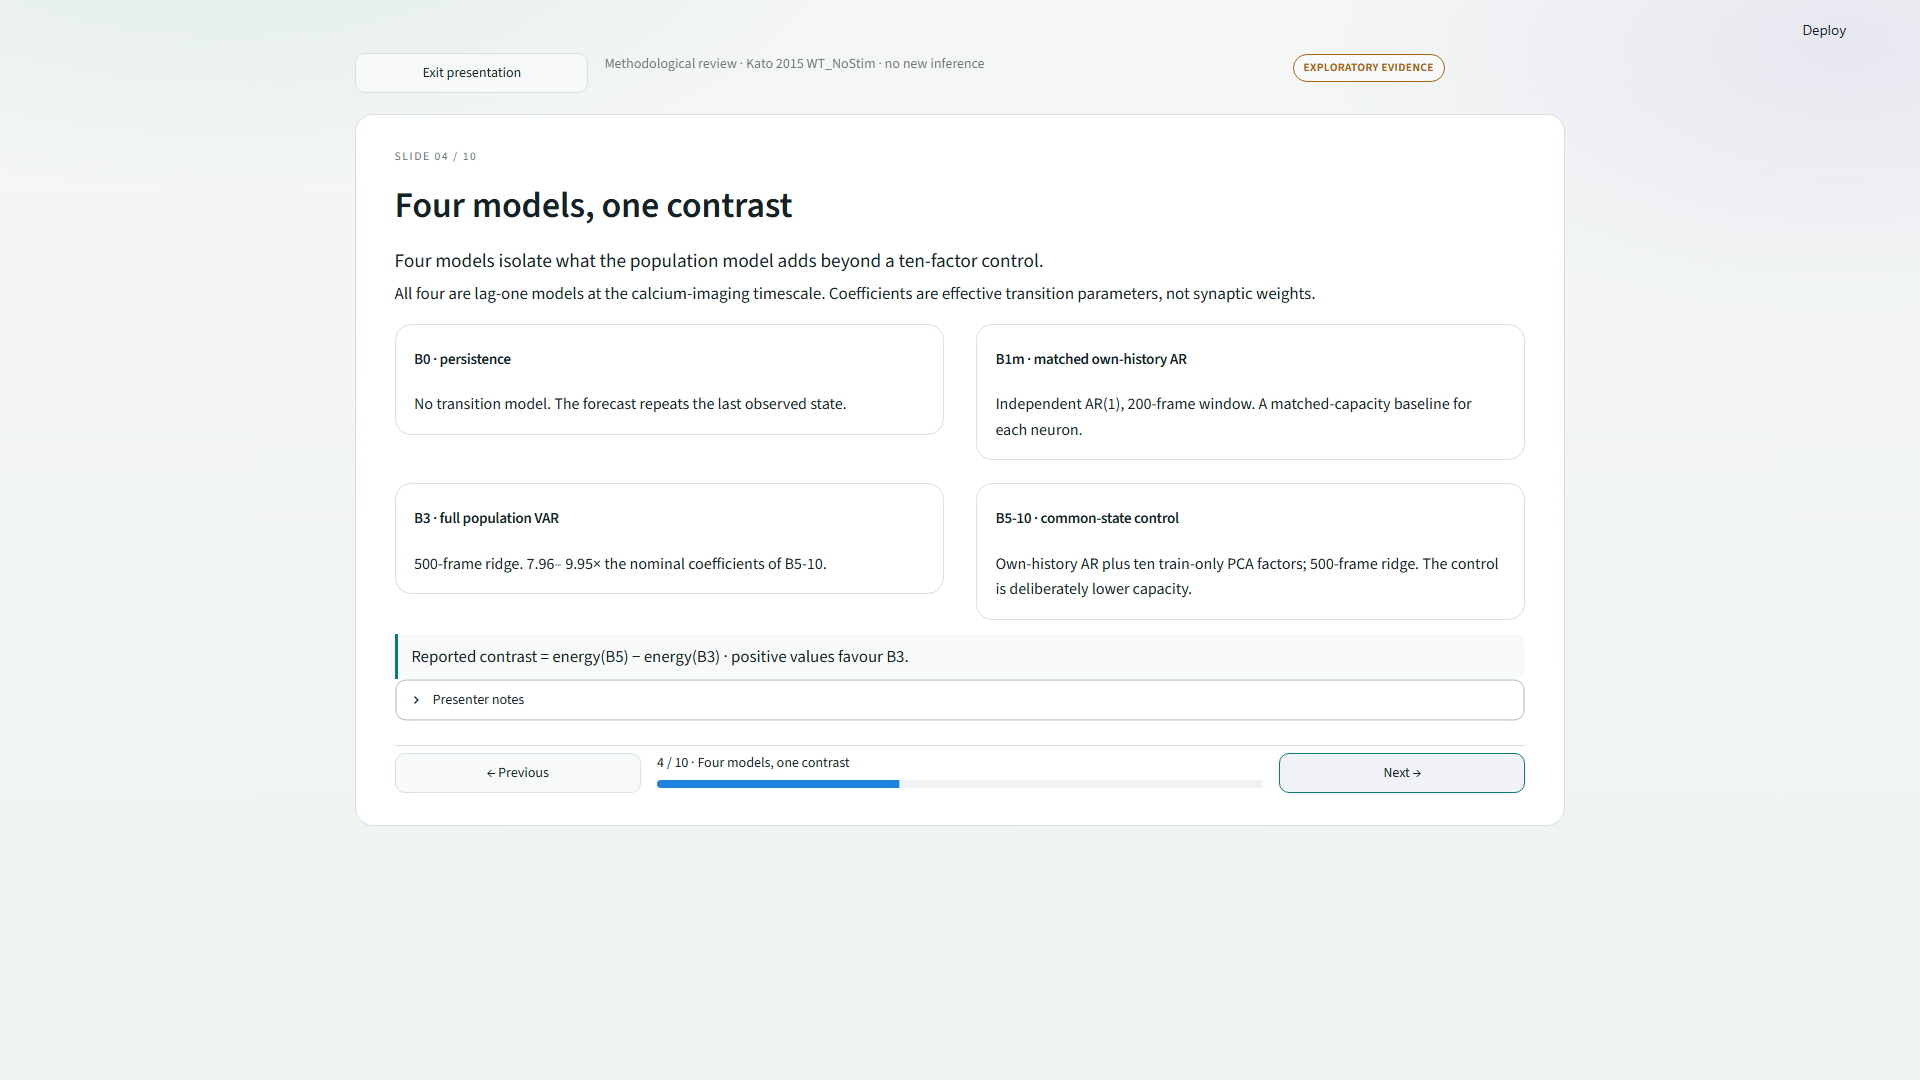 Deploy
Exit presentation
Methodological review · Kato 2015 WT_NoStim · no new inference
EXPLORATORY EVIDENCE
SLIDE 04 / 10
Four models, one contrast
Four models isolate what the population model adds beyond a ten-factor control.
All four are lag-one models at the calcium-imaging timescale. Coefficients are effective transition parameters, not synaptic weights.
B0 · persistence
No transition model. The forecast repeats the last observed state.
B1m · matched own-history AR
Independent AR(1), 200-frame window. A matched-capacity baseline for
each neuron.
B3 · full population VAR
500-frame ridge. 7.96– 9.95× the nominal coefficients of B5-10.
B5-10 · common-state control
Own-history AR plus ten train-only PCA factors; 500-frame ridge. The control
is deliberately lower capacity.
Reported contrast = energy(B5) − energy(B3) · positive values favour B3.
Presenter notes
← Previous
4 / 10 · Four models, one contrast
Next →